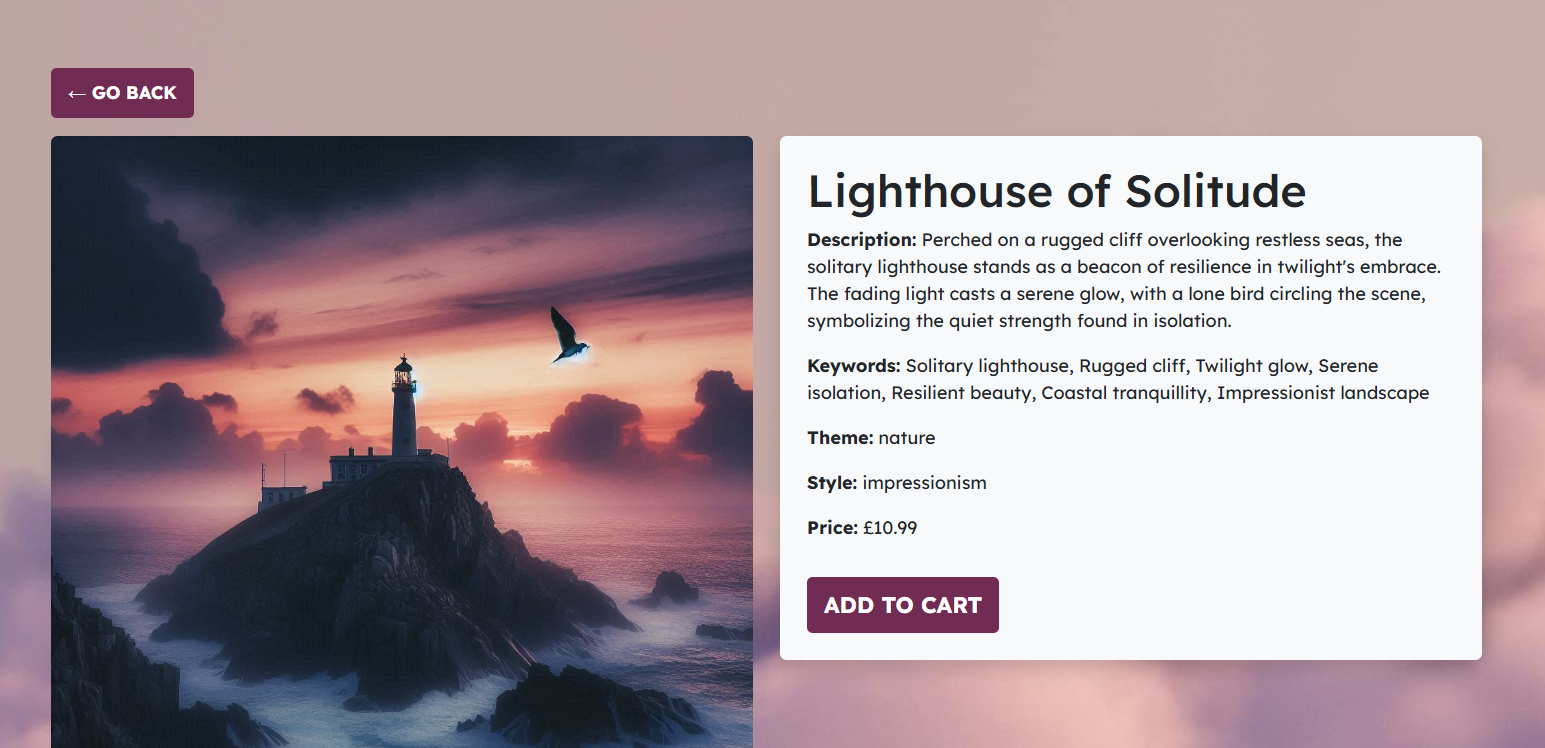 ← GO BACK
Lighthouse of Solitude
Description: Perched on a rugged cliff overlooking restless seas, the
solitary lighthouse stands as a beacon of resilience in twilight's embrace.
The fading light casts a serene glow, with a lone bird circling the scene,
symbolizing the quiet strength found in isolation.
Keywords: Solitary lighthouse, Rugged cliff, Twilight glow, Serene
isolation, Resilient beauty, Coastal tranquillity, Impressionist landscape
Theme: nature
Style: impressionism
Price: £10.99
ADD TO CART